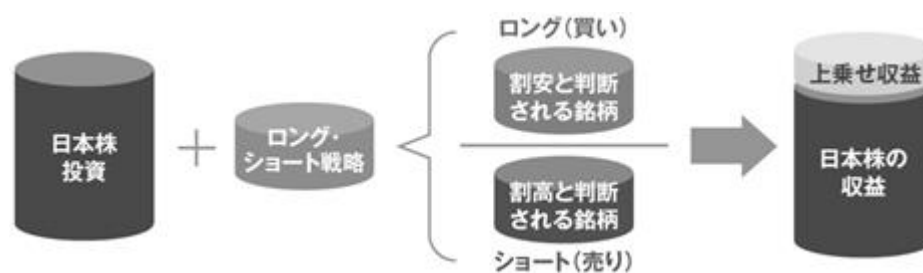 日本株
投資
+
ロング・
ショート戦略
ロング(買い)
割安と判断
される銘柄
割高と判断
される銘柄
ショート(売り)
上乗せ収益
日本株の
収益